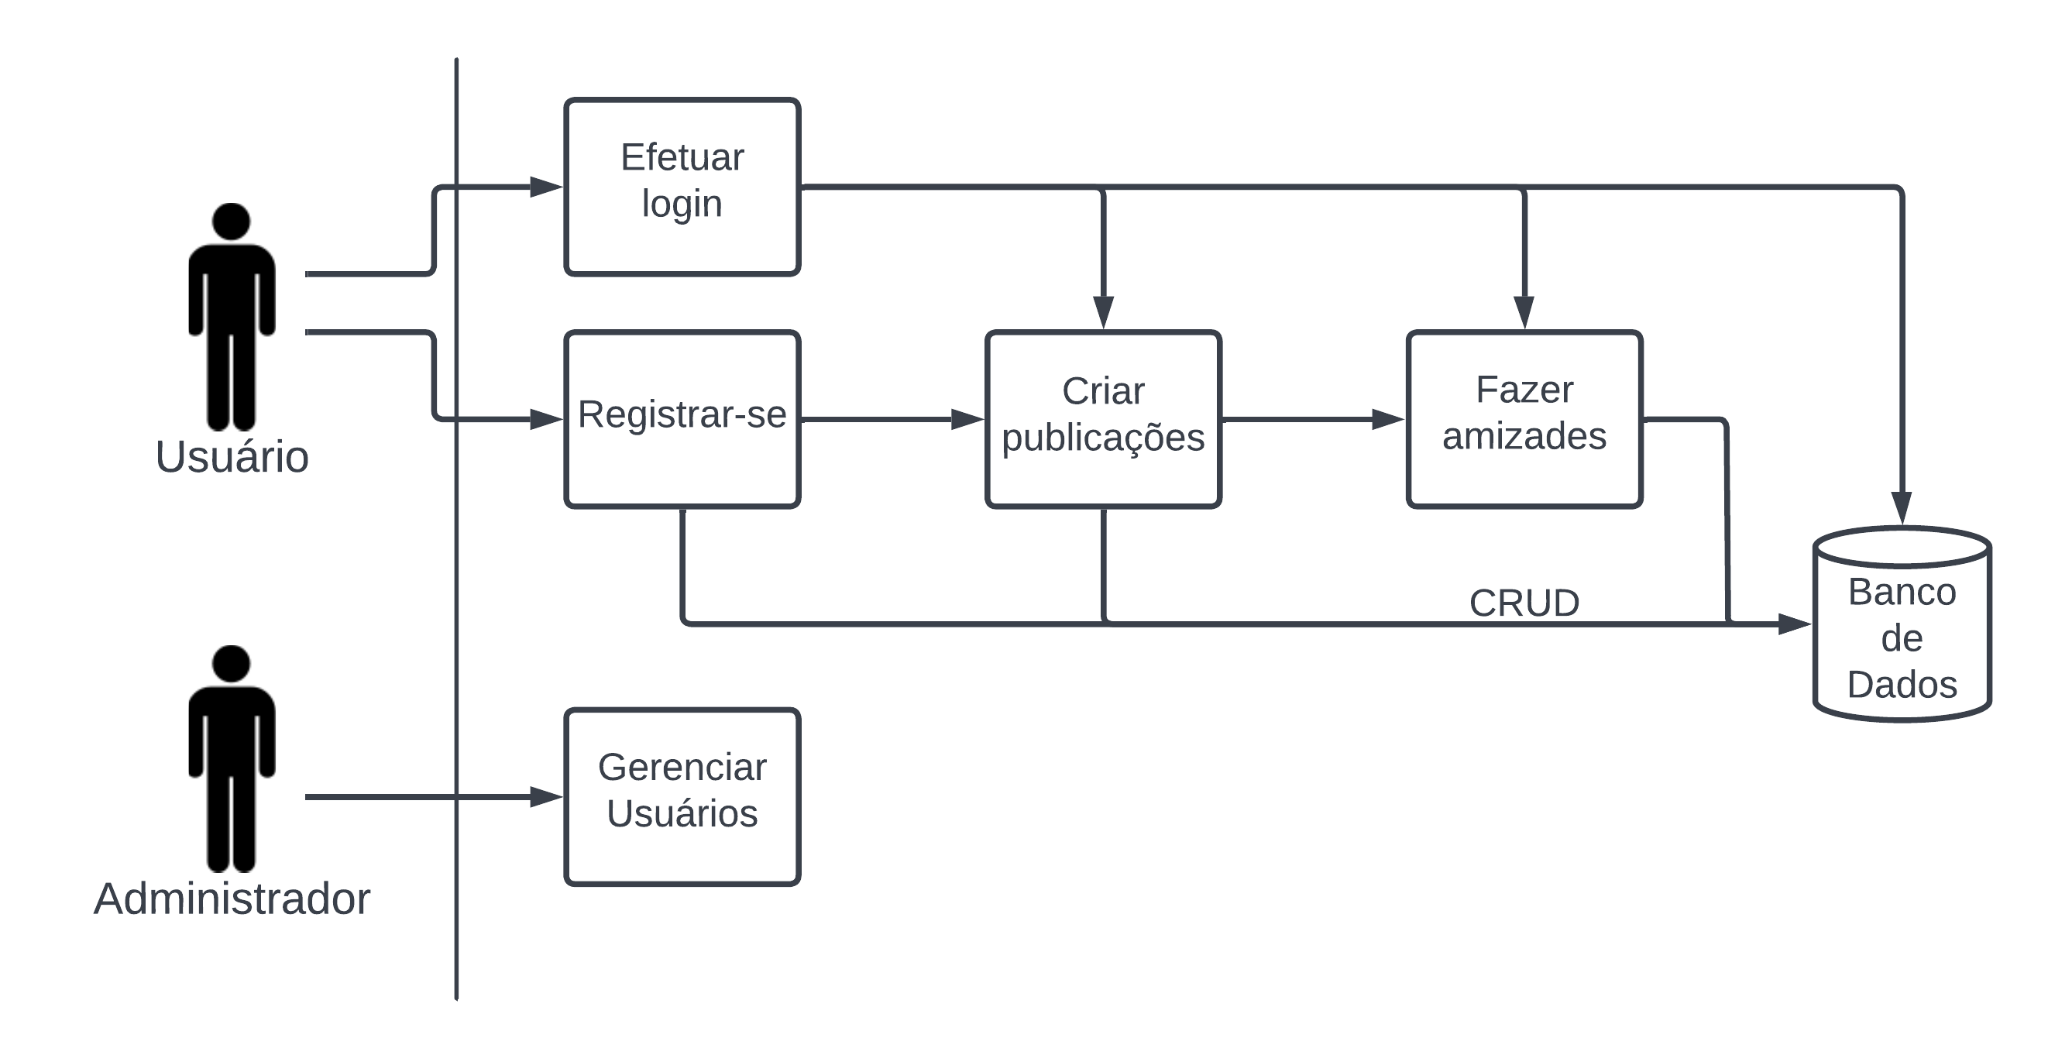 Efetuar
login
Usuário
Registrar-se
Criar
publicações
Fazer
amizades
CRUD
Banco
de
Dados
Administrador
Gerenciar
Usuários